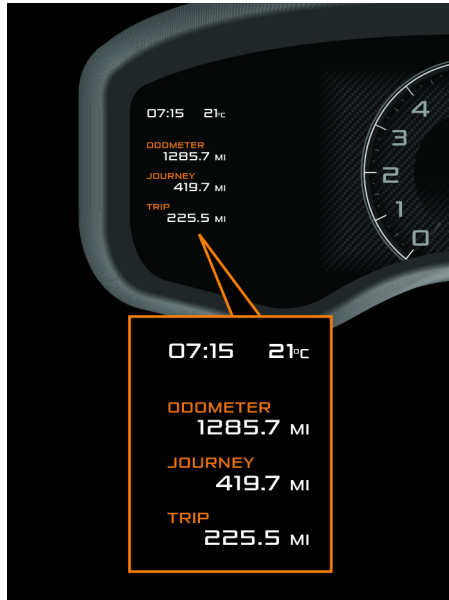 07:15 21°C
ODOMETER
1285.7 MI
JOURNEY
419.7 MI
TRIP
225.5 MI
4
3
2
1
0
07:15 21°C
ODOMETER
1285.7 MI
JOURNEY
419.7 MI
TRIP
225.5 MI